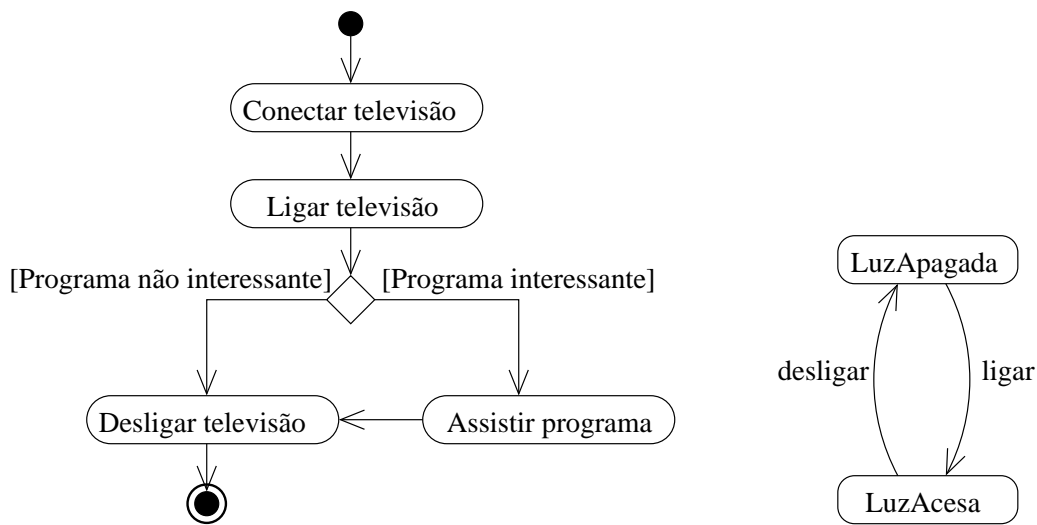 Conectar televisão
Ligar televisão
[Programa não interessante]
[Programa interessante]
Desligar televisão
Assistir programa
LuzApagada
desligar
ligar
LuzAcesa